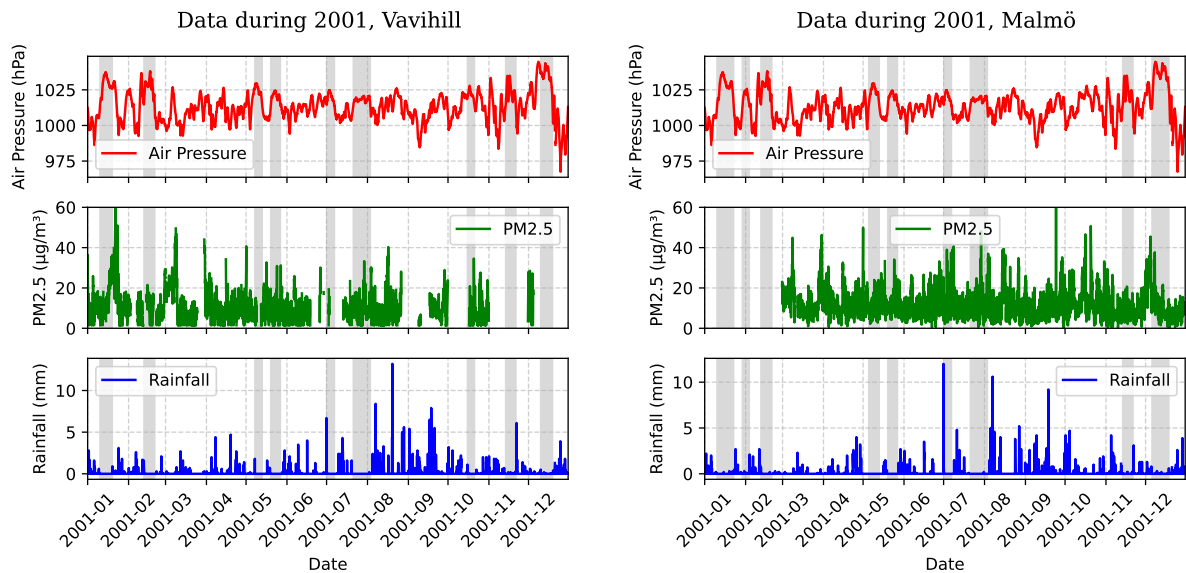 Data during 2001, Vavihill
Air Pressure (hPa)
1025
1000
975
Air Pressure
PM2.5 (µg/m³)
60
40
20
0
PM2.5
Rainfall (mm)
10
5
0
Rainfall
2001-01
2001-02
2001-03
2001-04
2001-05
2001-06
2001-07
2001-08
2001-09
2001-10
2001-11
2001-12
Date
Data during 2001, Malmö
Air Pressure (hPa)
1025
1000
975
Air Pressure
PM2.5 (µg/m³)
60
40
20
0
PM2.5
Rainfall (mm)
10
5
0
Rainfall
2001-01
2001-02
2001-03
2001-04
2001-05
2001-06
2001-07
2001-08
2001-09
2001-10
2001-11
2001-12
Date